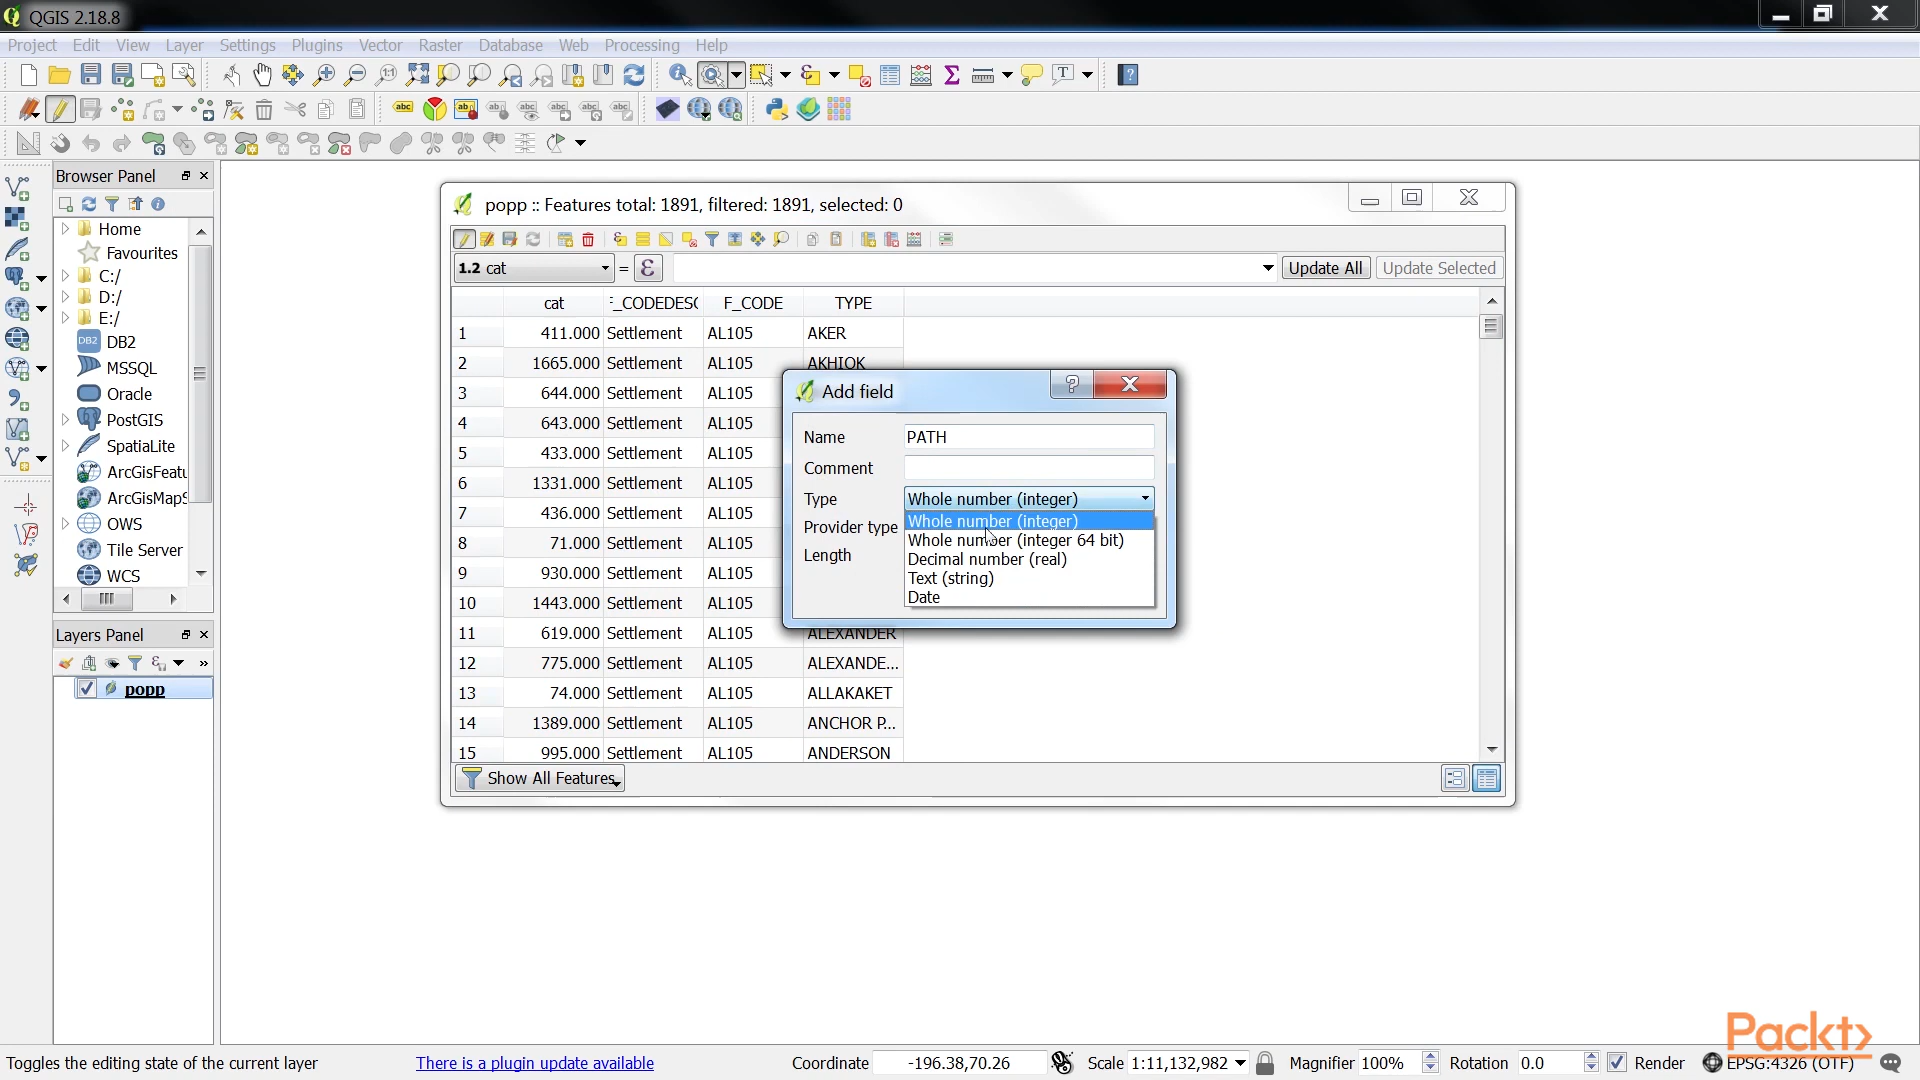 QGIS 2.18.8
Project Edit View Layer Settings Plugins Vector Raster Database Web Processing Help
Browser Panel
Home
Favourites
C:/
D:/
E:/
DB2
MSSQL
Oracle
PostGIS
SpatiaLite
ArcGisFeatu
ArcGisMapS
OWS
Tile Server
WCS
Layers Panel
popp
popp :: Features total: 1891, filtered: 1891, selected: 0
1.2 cat = ε Update All Update Selected
cat F_CODEDESC F_CODE TYPE
1 411.000 Settlement AL105 AKER
2 1665.000 Settlement AL105 AKHIOK
3 644.000 Settlement AL105
4 643.000 Settlement AL105
5 433.000 Settlement AL105
6 1331.000 Settlement AL105
7 436.000 Settlement AL105
8 71.000 Settlement AL105
9 930.000 Settlement AL105
10 1443.000 Settlement AL105
11 619.000 Settlement AL105 ALEXANDER
12 775.000 Settlement AL105 ALEXANDE...
13 74.000 Settlement AL105 ALLAKAKET
14 1389.000 Settlement AL105 ANCHOR P...
15 995.000 Settlement AL105 ANDERSON
Show All Features
Add field
Name PATH
Comment
Type Whole number (integer)
Provider type
Length
Whole number (integer)
Whole number (integer 64 bit)
Decimal number (real)
Text (string)
Date
Packt>
Toggles the editing state of the current layer There is a plugin update available Coordinate -196.38,70.26 Scale 1:11,132,982 Magnifier 100% Rotation 0.0 Render EPSG:4326 (OTF)